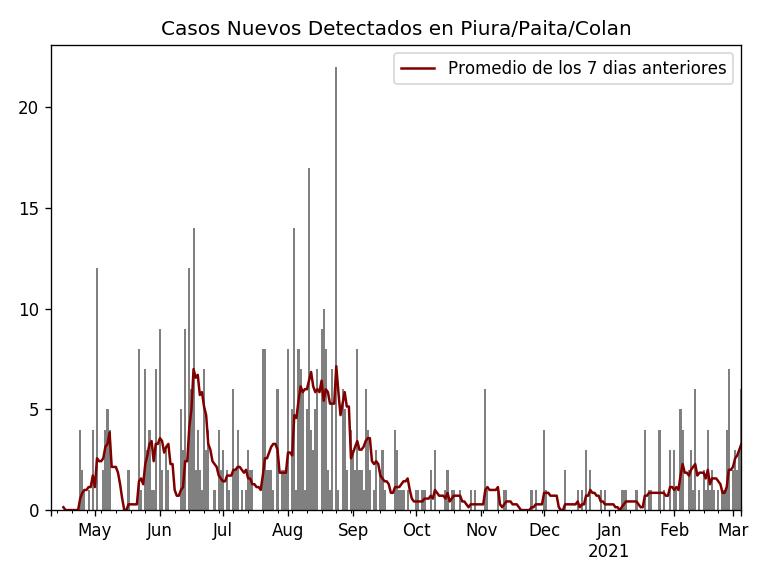 Casos Nuevos Detectados en Piura/Paita/Colan
Promedio de los 7 dias anteriores
20
15
10
5
0
May Jun Jul Aug Sep Oct Nov Dec Jan Feb Mar
2021